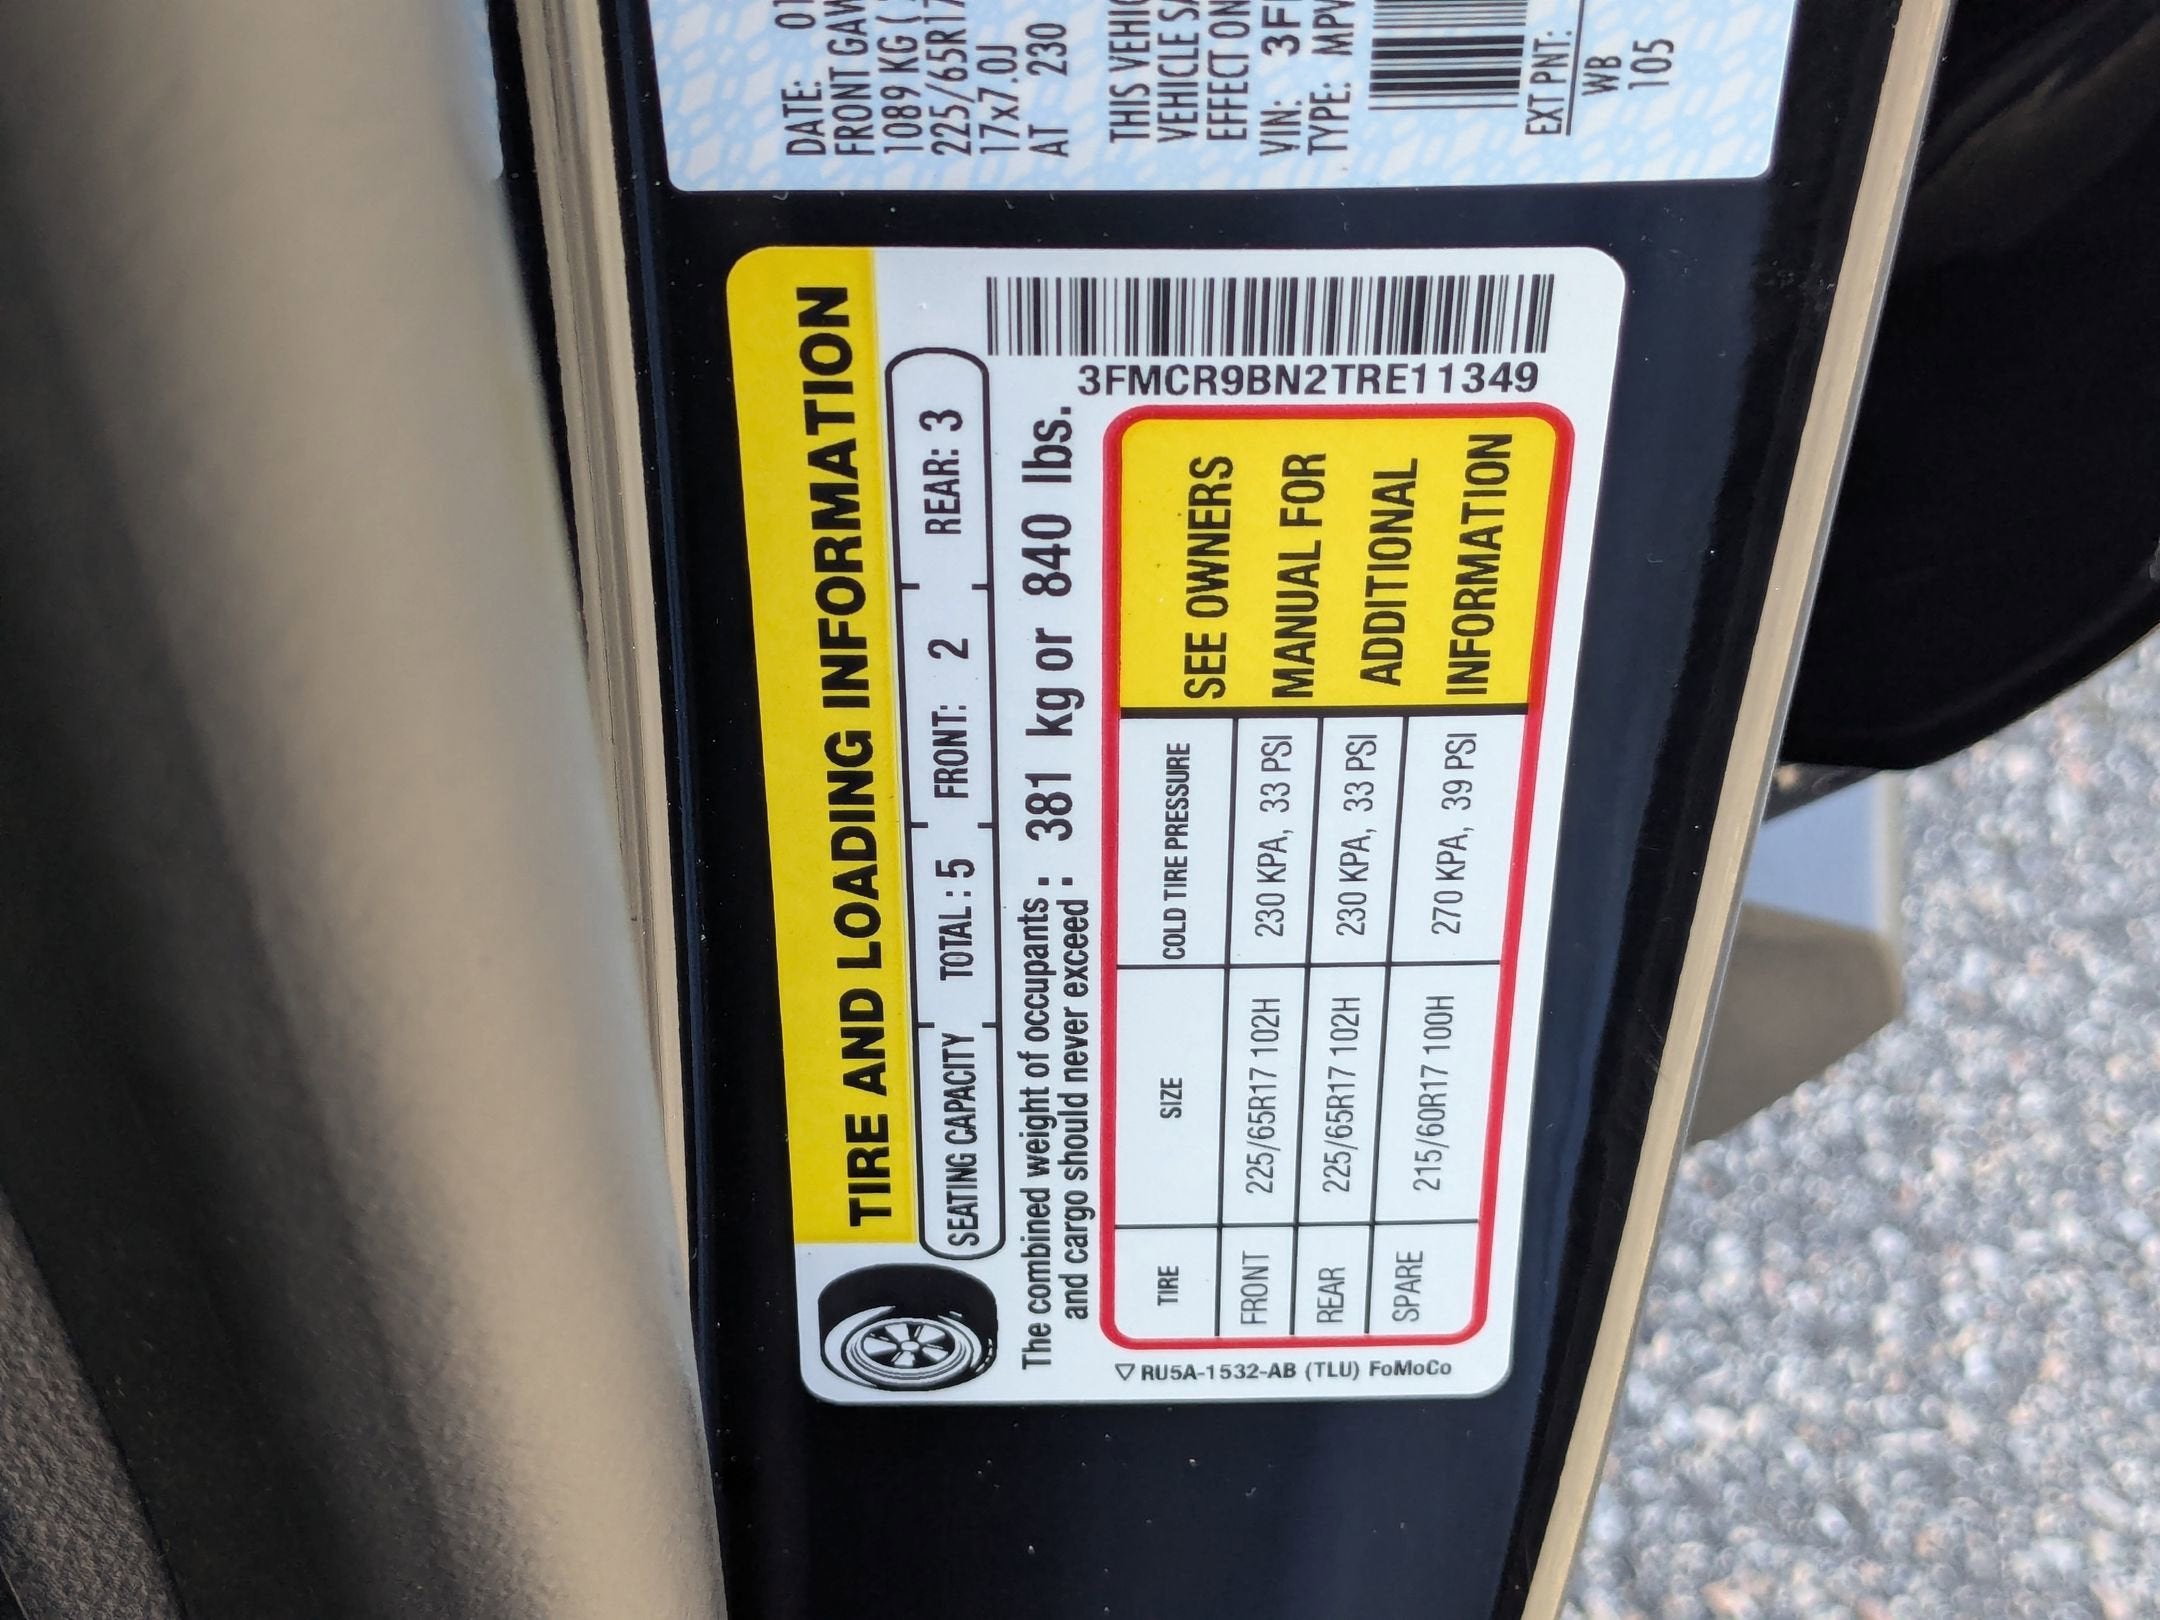 TIRE AND LOADING INFORMATION
SEATING CAPACITY TOTAL : 5 FRONT: 2 REAR: 3
The combined weight of occupants : 381 kg or 840 lbs.
and cargo should never exceed :
3FMCR9BN2TRE11349
TIRE SIZE COLD TIRE PRESSURE
FRONT 225/65R17 102H 230 KPA, 33 PSI
REAR 225/65R17 102H 230 KPA, 33 PSI
SPARE 215/60R17 100H 270 KPA, 39 PSI
SEE OWNERS
MANUAL FOR
ADDITIONAL
INFORMATION
RU5A-1532-AB (TLU) FoMoCo
DATE: 01
FRONT GAW
1089 KG (
225/65R17
17x7.0J
AT 230
THIS VEHIC
VEHICLE SA
EFFECT ON
VIN: 3F
TYPE: MPV
EXT PNT:
WB
105